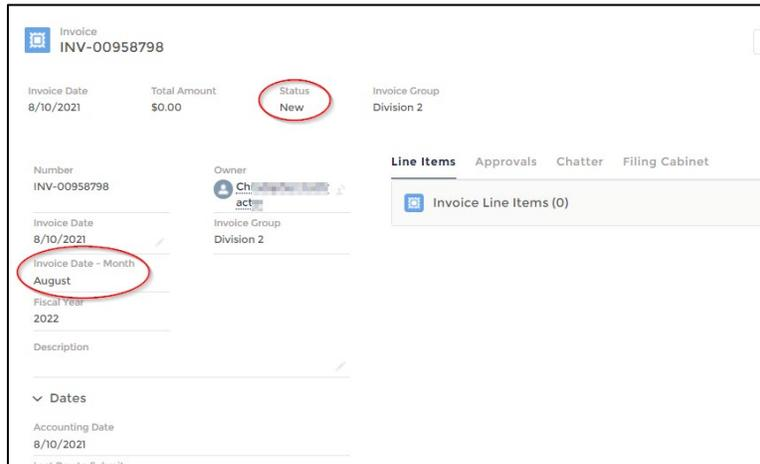 Invoice
INV-00958798
Invoice Date Total Amount Status Invoice Group
8/10/2021 $0.00 New Division 2
Line Items Approvals Chatter Filing Cabinet
Invoice Line Items (0)
Number Owner
INV-00958798
Invoice Date Invoice Group
8/10/2021 Division 2
Invoice Date - Month
August
Fiscal Year
2022
Description
Dates
Accounting Date
8/10/2021